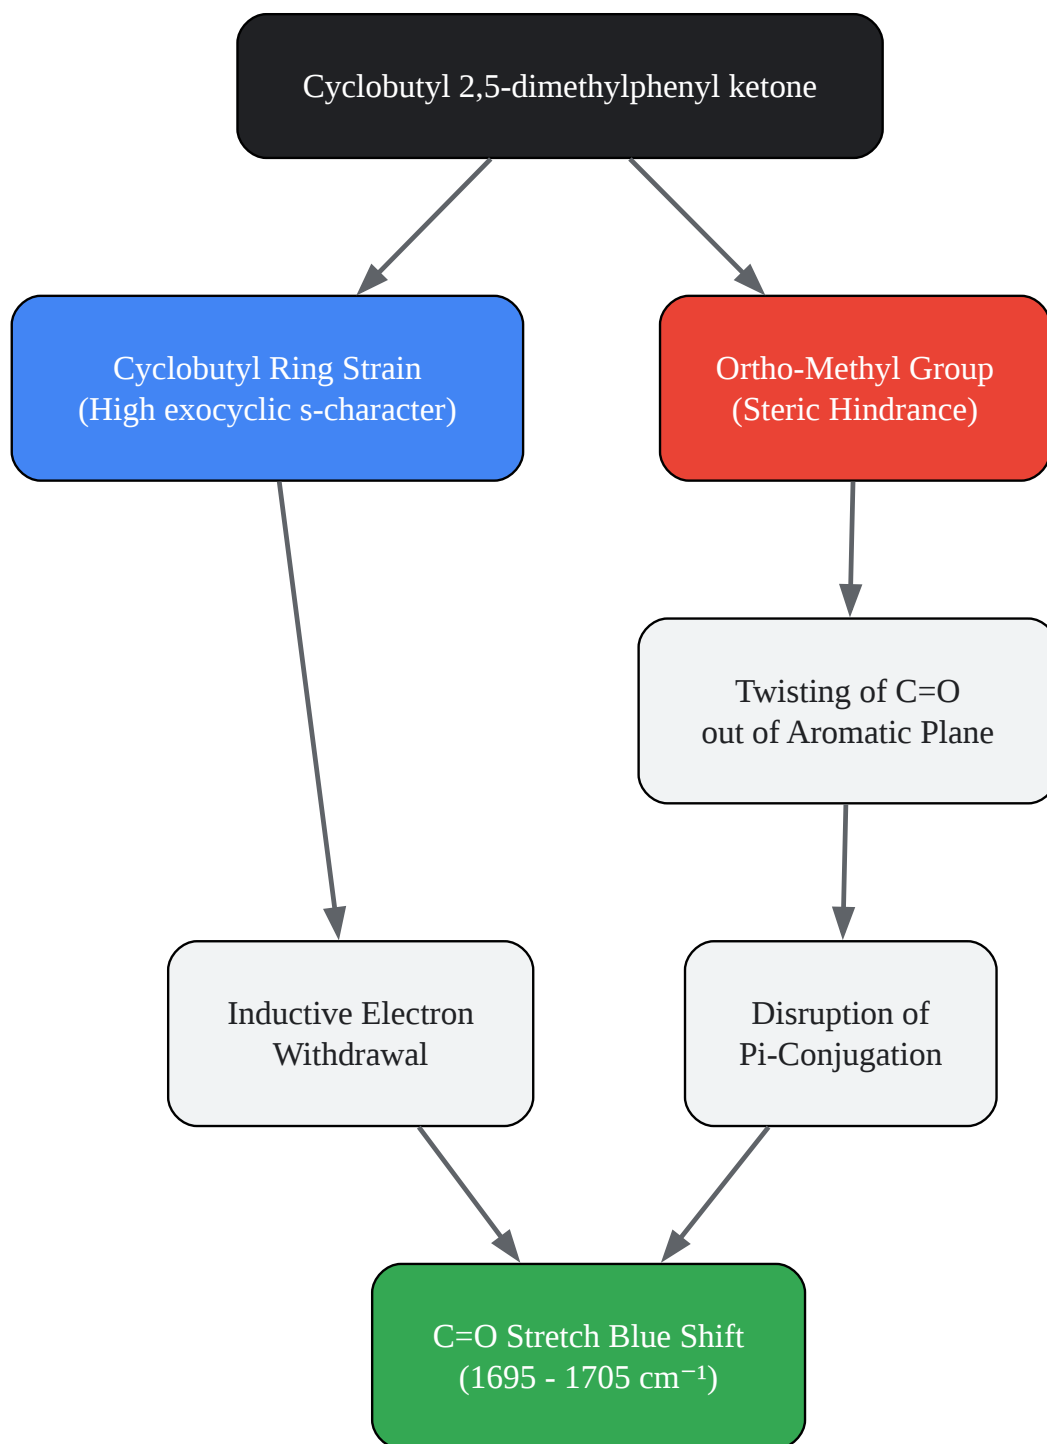 Cyclobutyl 2,5-dimethylphenyl ketone
Cyclobutyl Ring Strain
(High exocyclic s-character)
Ortho-Methyl Group
(Steric Hindrance)
Twisting of C=O
out of Aromatic Plane
Inductive Electron
Withdrawal
Disruption of
Pi-Conjugation
C=O Stretch Blue Shift
(1695 - 1705 cm⁻¹)